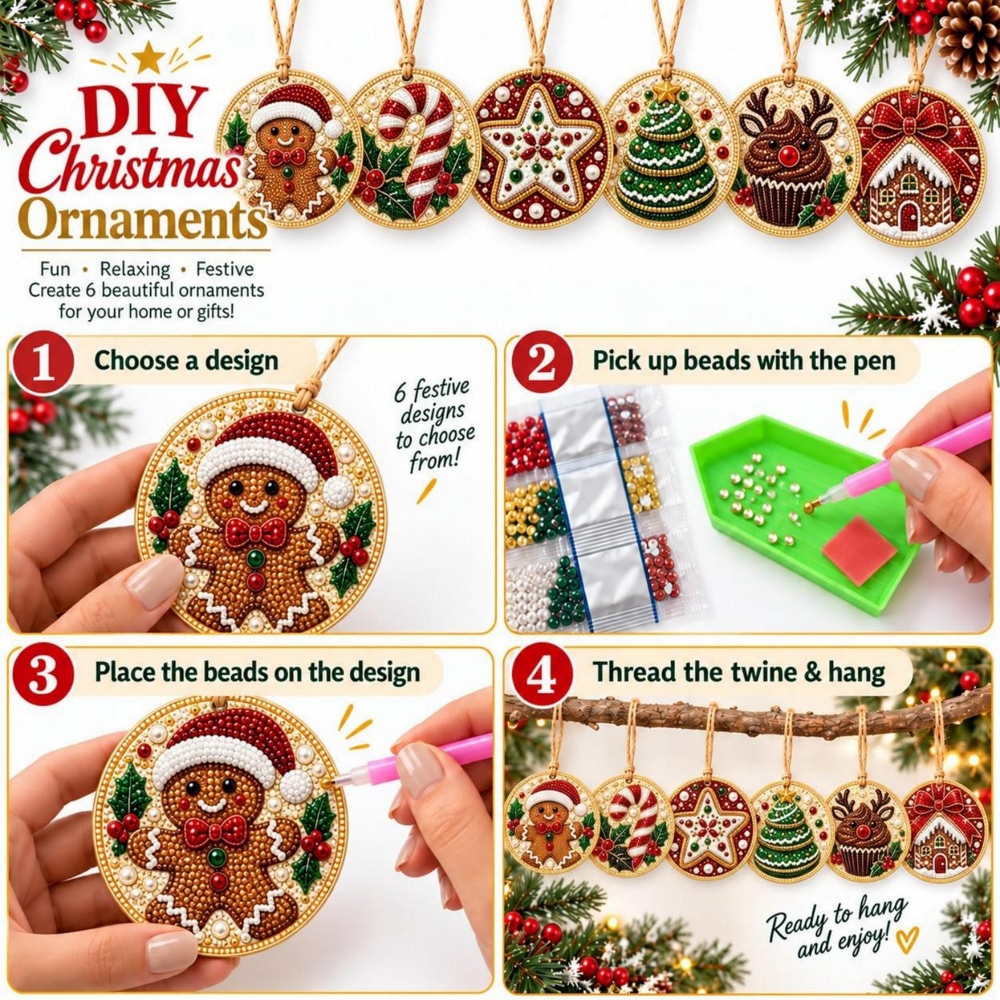 DIY
Christmas
Ornaments
Fun • Relaxing • Festive
Create 6 beautiful ornaments
for your home or gifts!
1 Choose a design
6 festive
designs
to choose
from!
2 Pick up beads with the pen
3 Place the beads on the design
4 Thread the twine & hang
Ready to hang
and enjoy!